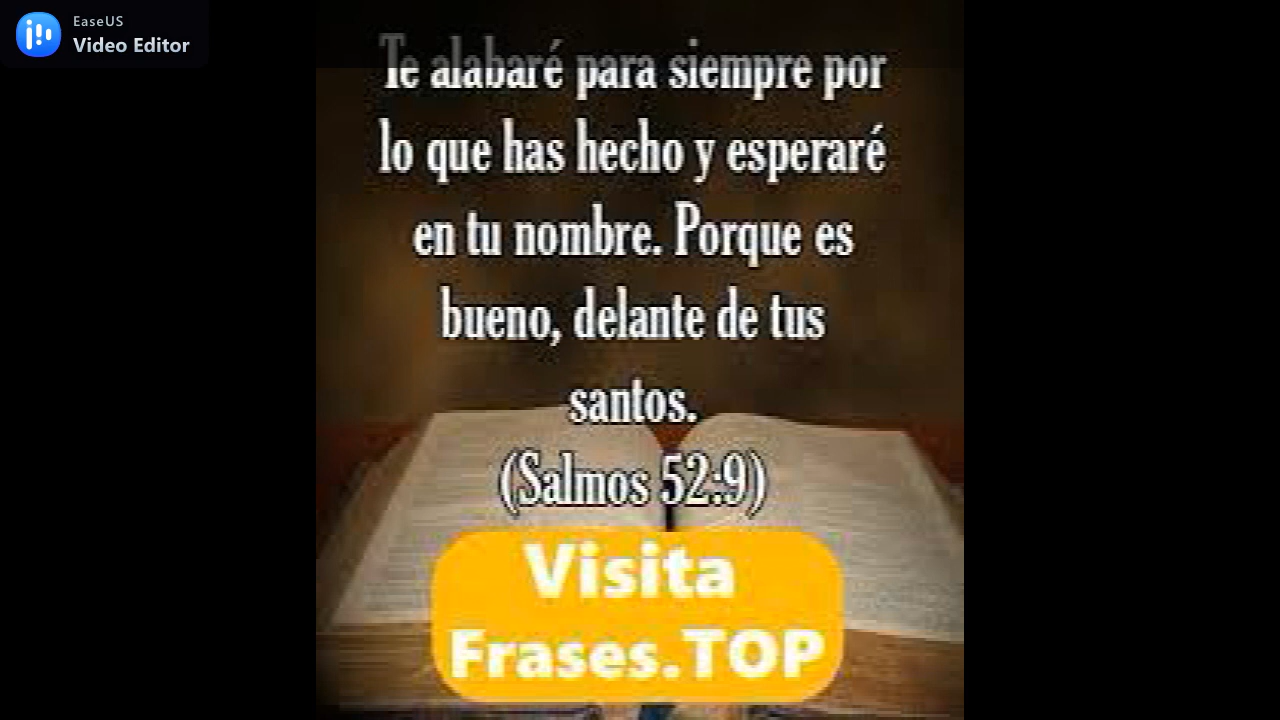 EaseUS
Video Editor
Te alabaré para siempre por
lo que has hecho y esperaré
en tu nombre. Porque es
bueno, delante de tus
santos.
(Salmos 52:9)
Visita
Frases.TOP